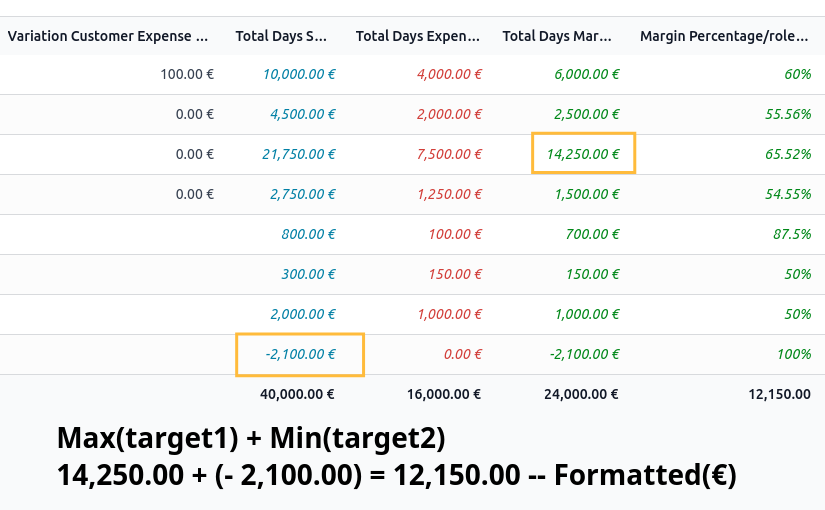 Variation Customer Expense ... Total Days S... Total Days Expen... Total Days Mar... Margin Percentage/role...
100.00 € 10,000.00 € 4,000.00 € 6,000.00 € 60%
0.00 € 4,500.00 € 2,000.00 € 2,500.00 € 55.56%
0.00 € 21,750.00 € 7,500.00 € 14,250.00 € 65.52%
0.00 € 2,750.00 € 1,250.00 € 1,500.00 € 54.55%
800.00 € 100.00 € 700.00 € 87.5%
300.00 € 150.00 € 150.00 € 50%
2,000.00 € 1,000.00 € 1,000.00 € 50%
-2,100.00 € 0.00 € -2,100.00 € 100%
40,000.00 € 16,000.00 € 24,000.00 € 12,150.00
Max(target1) + Min(target2)
14,250.00 + (- 2,100.00) = 12,150.00 -- Formatted(€)